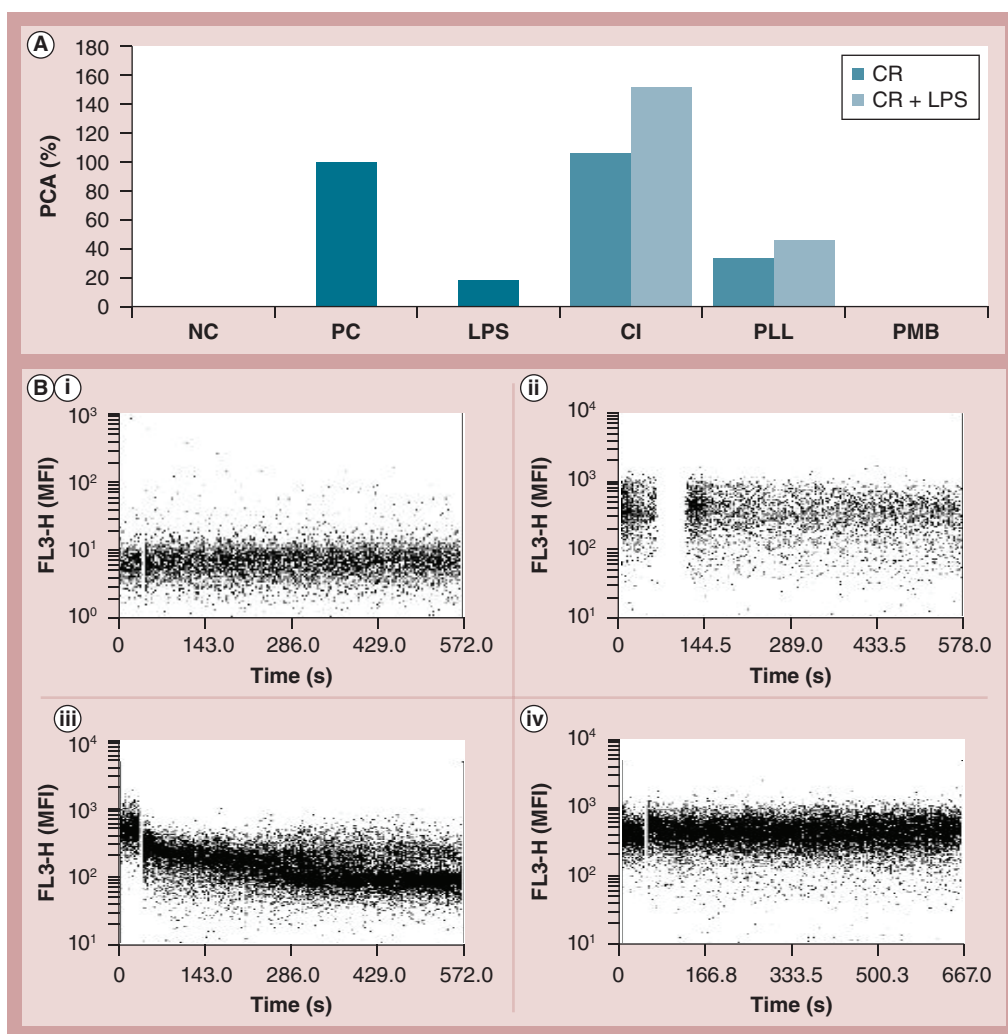 A
180
160
140
120
100
80
60
40
20
0
PCA (%)
CR
CR + LPS
NC PC LPS CI PLL PMB
B i
10³
10²
10¹
10⁰
FL3-H (MFI)
0 143.0 286.0 429.0 572.0
Time (s)
ii
10⁴
10³
10²
10¹
FL3-H (MFI)
0 144.5 289.0 433.5 578.0
Time (s)
iii
10⁴
10³
10²
10¹
FL3-H (MFI)
0 143.0 286.0 429.0 572.0
Time (s)
iv
10⁴
10³
10²
10¹
FL3-H (MFI)
0 166.8 333.5 500.3 667.0
Time (s)